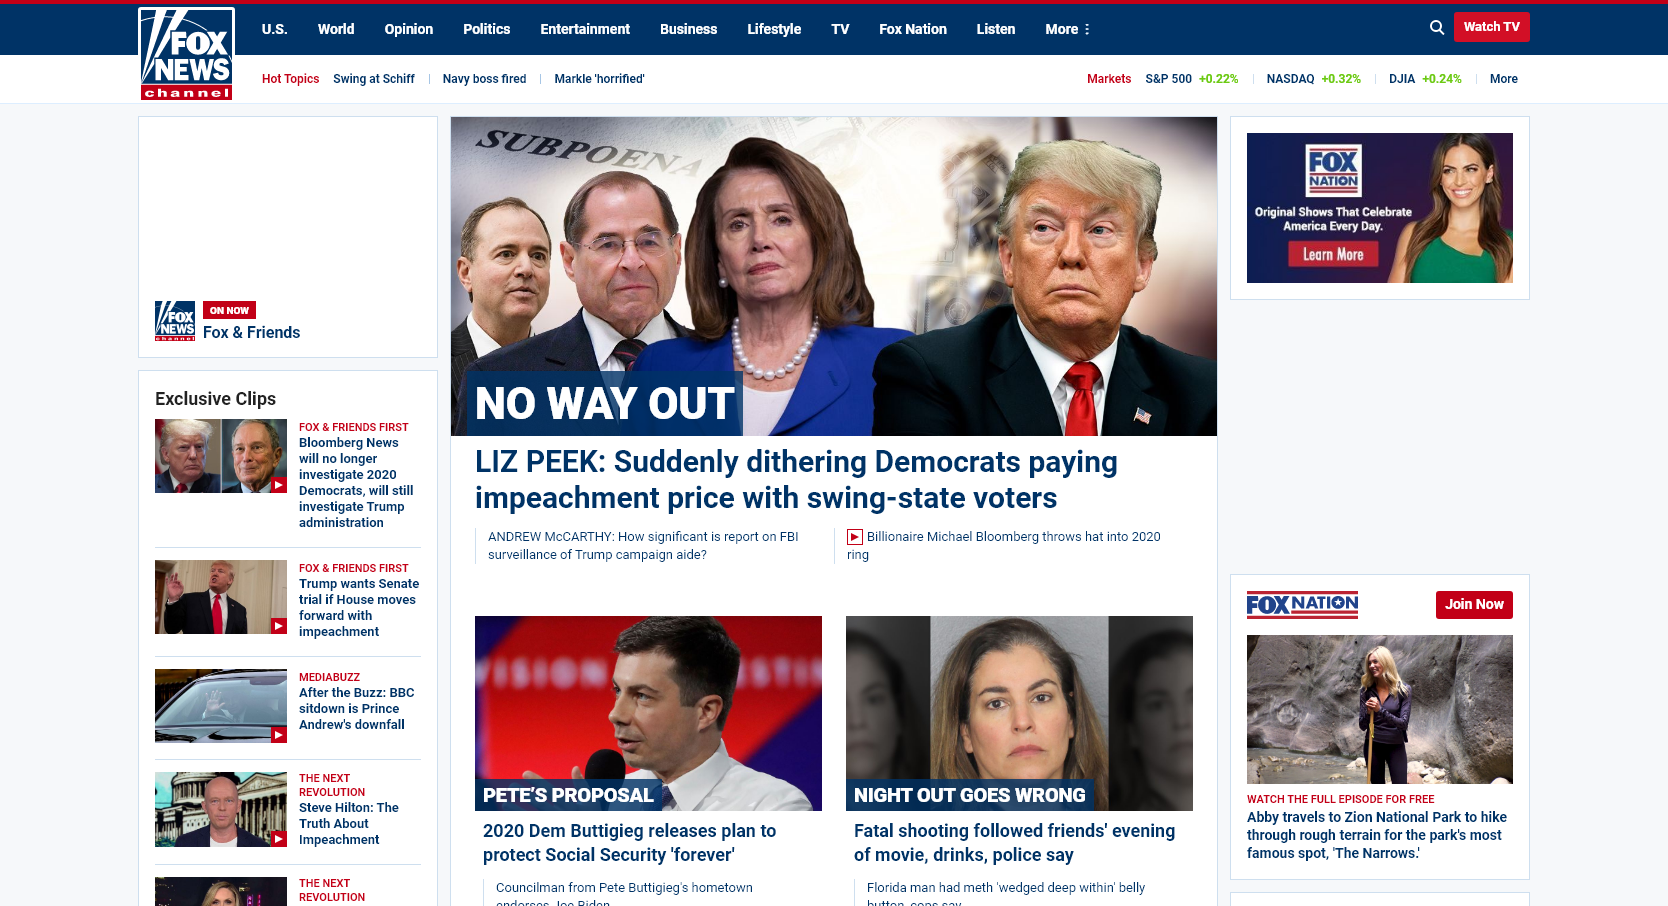 FOX
NEWS
channel
U.S.
World
Opinion
Politics
Entertainment
Business
Lifestyle
TV
Fox Nation
Listen
More
Watch TV
Hot Topics
Swing at Schiff
Navy boss fired
Markle 'horrified'
Markets
S&P 500 +0.22%
NASDAQ +0.32%
DJIA +0.24%
More
FOX
NEWS
channel
ON NOW
Fox & Friends
Exclusive Clips
FOX & FRIENDS FIRST
Bloomberg News
will no longer
investigate 2020
Democrats, will still
investigate Trump
administration
FOX & FRIENDS FIRST
Trump wants Senate
trial if House moves
forward with
impeachment
MEDIABUZZ
After the Buzz: BBC
sitdown is Prince
Andrew's downfall
THE NEXT
REVOLUTION
Steve Hilton: The
Truth About
Impeachment
THE NEXT
REVOLUTION
SUBPOENA
NO WAY OUT
LIZ PEEK: Suddenly dithering Democrats paying
impeachment price with swing-state voters
ANDREW McCARTHY: How significant is report on FBI
surveillance of Trump campaign aide?
Billionaire Michael Bloomberg throws hat into 2020
ring
VISION
PETE'S PROPOSAL
2020 Dem Buttigieg releases plan to
protect Social Security 'forever'
Councilman from Pete Buttigieg's hometown
endorses Joe Biden
NIGHT OUT GOES WRONG
Fatal shooting followed friends' evening
of movie, drinks, police say
Florida man had meth 'wedged deep within' belly
button, cops say
FOX
NATION
Original Shows That Celebrate
America Every Day.
Learn More
FOX NATION
Join Now
WATCH THE FULL EPISODE FOR FREE
Abby travels to Zion National Park to hike
through rough terrain for the park's most
famous spot, 'The Narrows.'